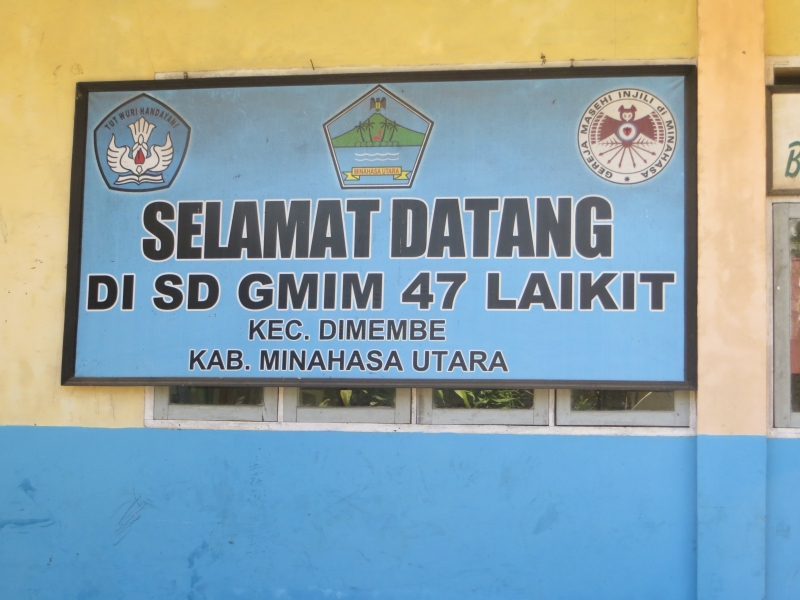 TUT WURI HANDAYANI
MINAHASA UTARA
GEREJA MASEHI INJILI di MINAHASA
SELAMAT DATANG
DI SD GMIM 47 LAIKIT
KEC. DIMEMBE
KAB. MINAHASA UTARA